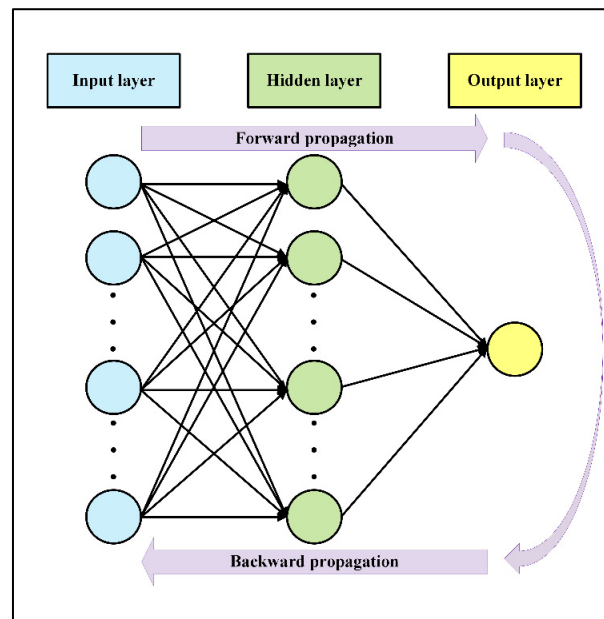 Input layer
Hidden layer
Output layer
Forward propagation
Backward propagation